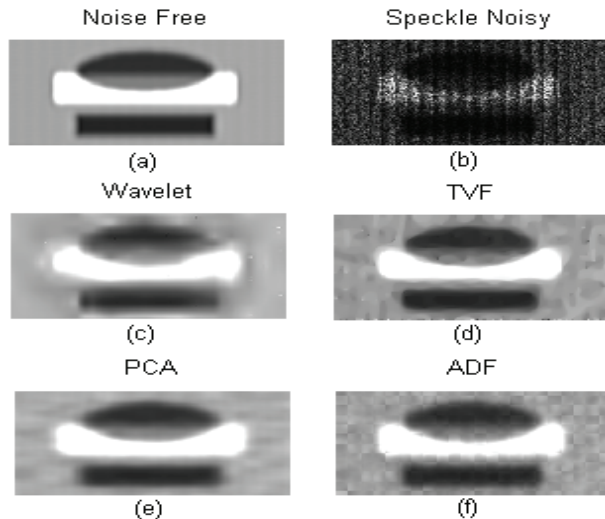 Noise Free
Speckle Noisy
(a)
(b)
Wavelet
TVF
(c)
(d)
PCA
ADF
(e)
(f)